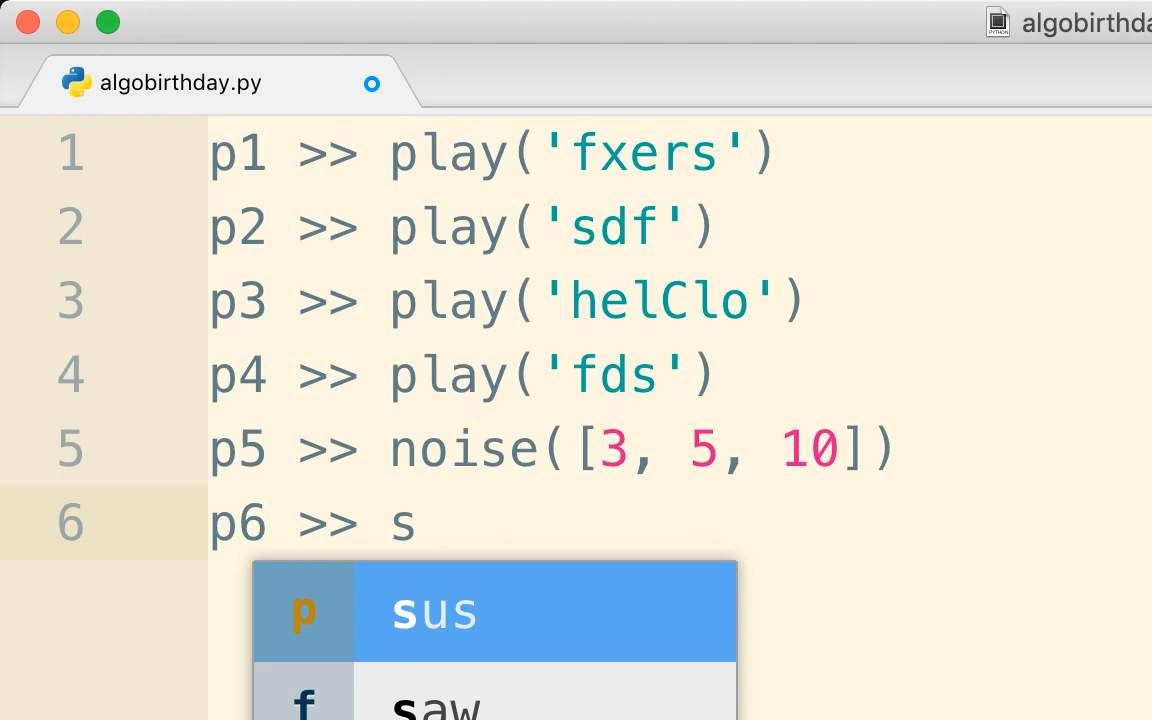 algobirthda
algobirthday.py
1 p1 >> play('fxers')
2 p2 >> play('sdf')
3 p3 >> play('helClo')
4 p4 >> play('fds')
5 p5 >> noise([3, 5, 10])
6 p6 >> s
p sus
f saw